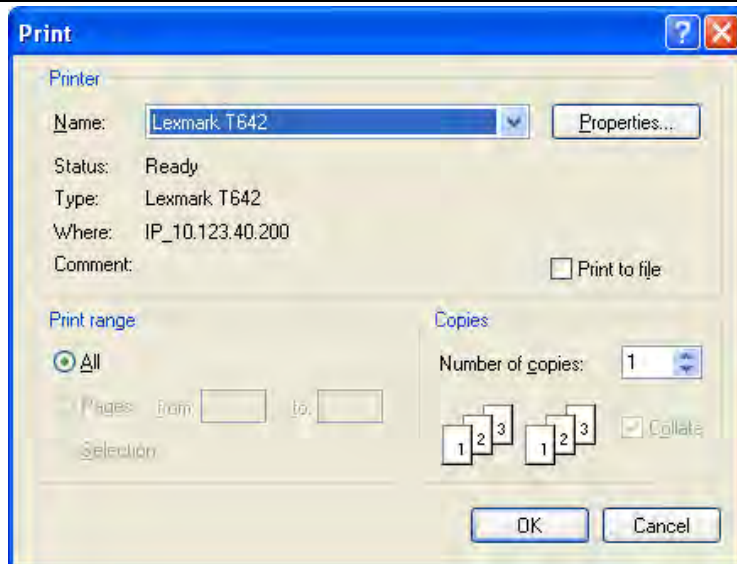 Print
Printer
Name: Lexmark T642 Properties...
Status: Ready
Type: Lexmark T642
Where: IP_10.123.40.200
Comment:
Print to file
Print range
All
Pages from: to:
Selection
Copies
Number of copies: 1
1 2 3 1 2 3
Collate
OK Cancel